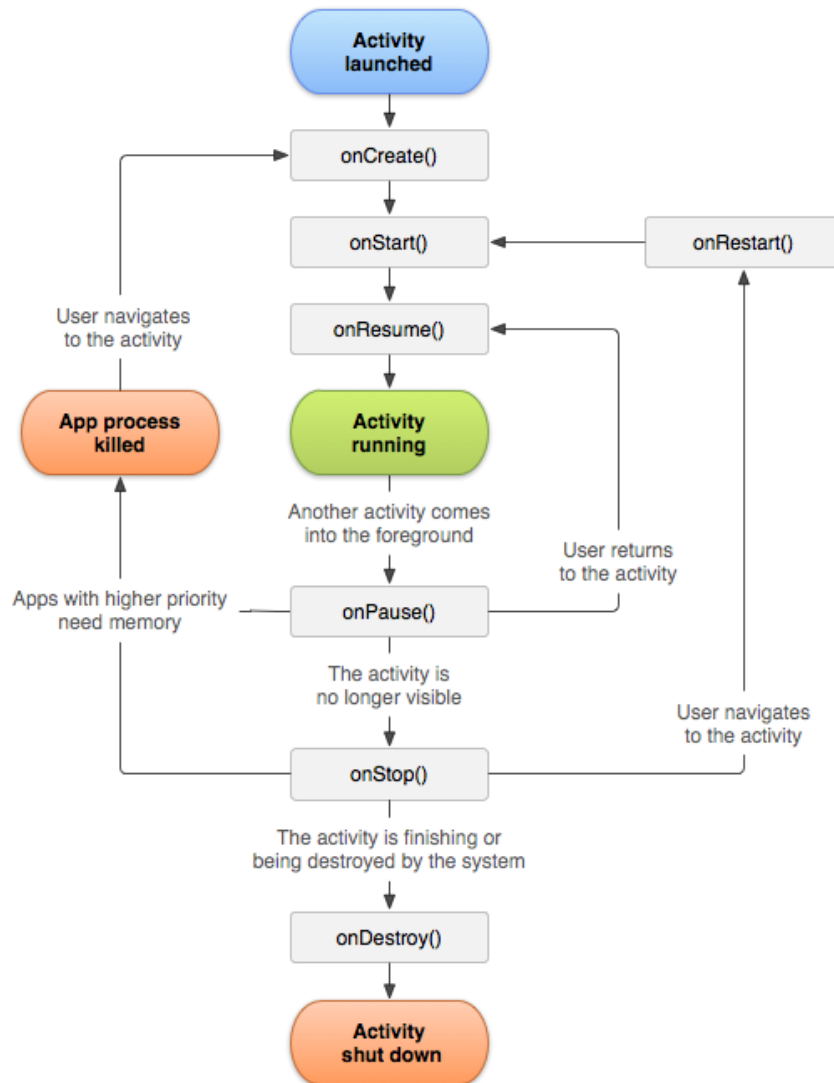 Activity
launched
onCreate()
onStart()
onRestart()
User navigates
to the activity
onResume()
App process
killed
Activity
running
Another activity comes
into the foreground
User returns
to the activity
Apps with higher priority
need memory
onPause()
The activity is
no longer visible
User navigates
to the activity
onStop()
The activity is finishing or
being destroyed by the system
onDestroy()
Activity
shut down